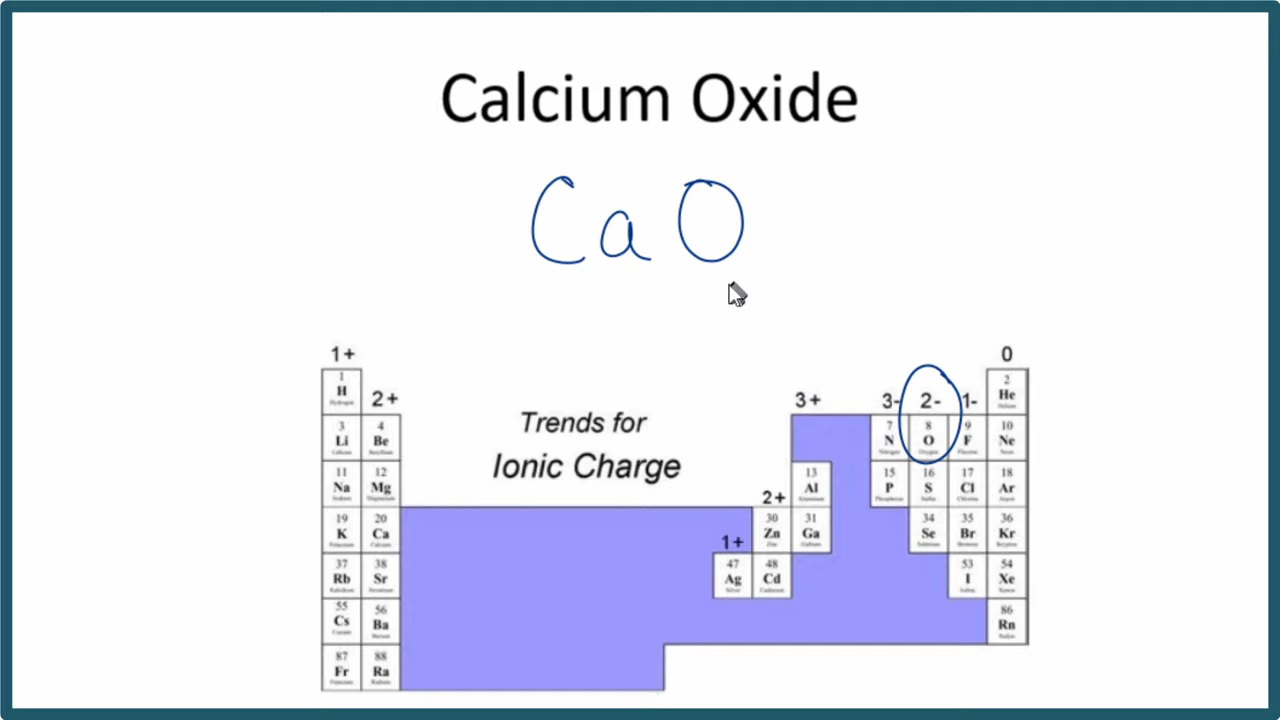 Calcium Oxide
Ca O
1+ 0
1 H Hydrogen 2+ 3+ 3- 2- 1- 2 He Helium
Trends for
Ionic Charge
3 Li Lithium 4 Be Beryllium 7 N Nitrogen 8 O Oxygen 9 F Fluorine 10 Ne Neon
11 Na Sodium 12 Mg Magnesium 13 Al Aluminum 15 P Phosphorus 16 S Sulfur 17 Cl Chlorine 18 Ar Argon
2+
19 K Potassium 20 Ca Calcium 30 Zn Zinc 31 Ga Gallium 34 Se Selenium 35 Br Bromine 36 Kr Krypton
1+
37 Rb Rubidium 38 Sr Strontium 47 Ag Silver 48 Cd Cadmium 53 I Iodine 54 Xe Xenon
55 Cs Cesium 56 Ba Barium 86 Rn Radon
87 Fr Francium 88 Ra Radium